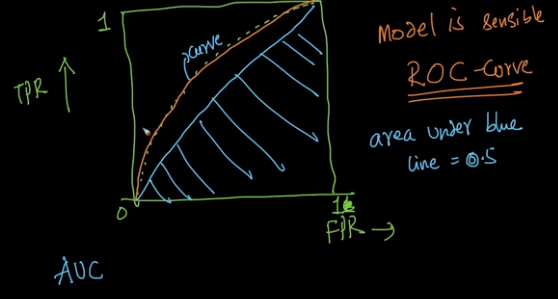 1
TPR
curve
Model is sensible
ROC-Curve
area under blue
line = 0.5
0
1
FPR
AUC